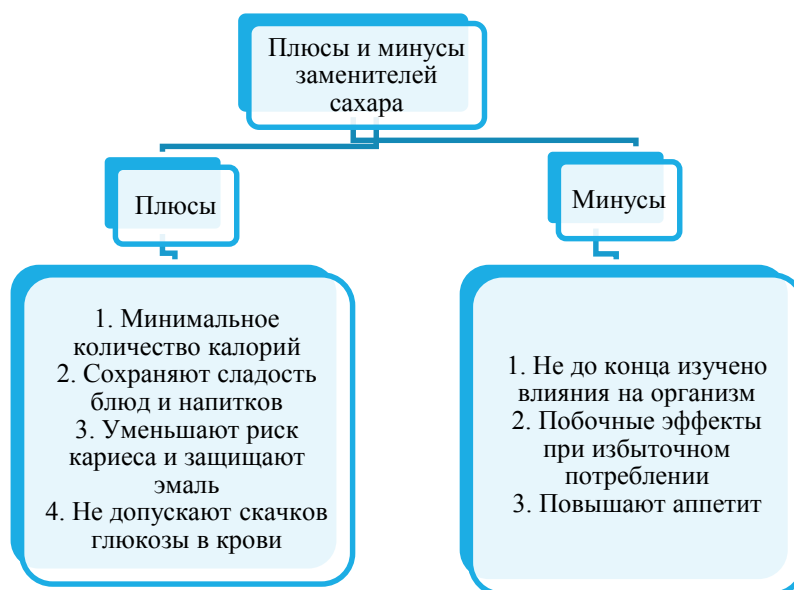 Плюсы и минусы
заменителей
сахара
Плюсы
Минусы
1. Минимальное
количество калорий
2. Сохраняют сладость
блюд и напитков
3. Уменьшают риск
кариеса и защищают
эмаль
4. Не допускают скачков
глюкозы в крови
1. Не до конца изучено
влияния на организм
2. Побочные эффекты
при избыточном
потреблении
3. Повышают аппетит